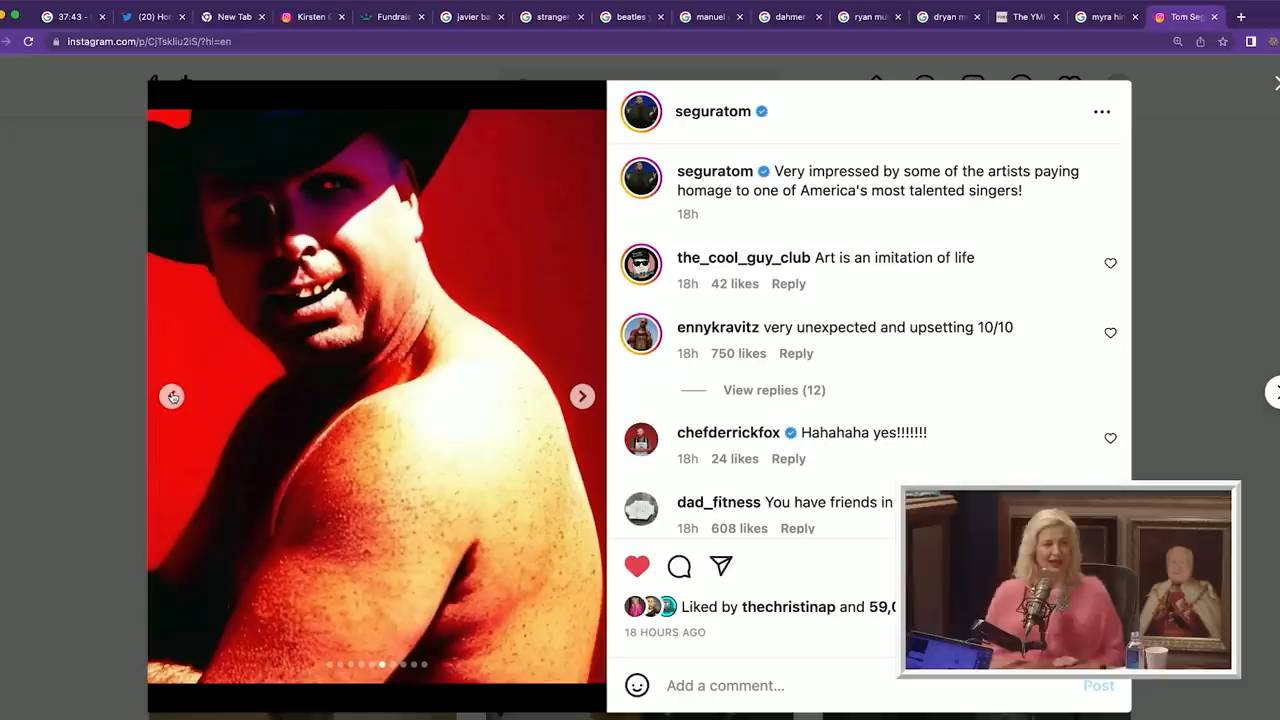 37:43 -
(20) Ho
New Tab
Kirsten
Fundrai
javier ba
stranger
beatles y
manuel
dahmer
ryan mu
dryan m
The YM
myra hin
Tom Seg
instagram.com/p/CjTskliu2iS/?hl=en
seguratom
seguratom Very impressed by some of the artists paying
homage to one of America's most talented singers!
18h
the_cool_guy_club Art is an imitation of life
18h 42 likes Reply
ennykravitz very unexpected and upsetting 10/10
18h 750 likes Reply
View replies (12)
chefderrickfox Hahahaha yes!!!!!!!
18h 24 likes Reply
dad_fitness You have friends in
18h 608 likes Reply
Liked by thechristinap and 59,0
18 HOURS AGO
Add a comment...
Post